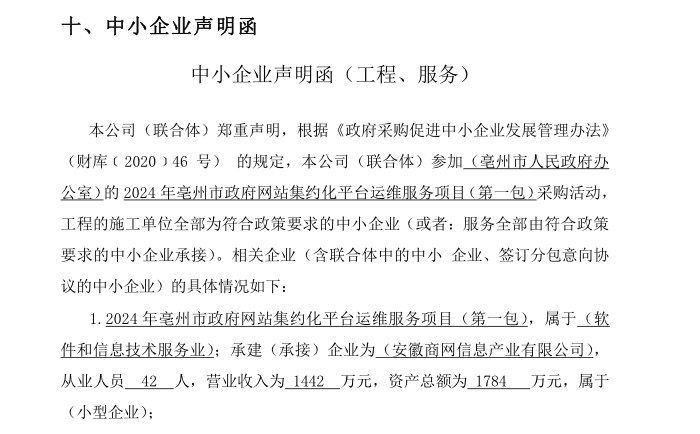 十、中小企业声明函
中小企业声明函（工程、服务）
本公司（联合体）郑重声明，根据《政府采购促进中小企业发展管理办法》
（财库﹝2020﹞46 号） 的规定，本公司（联合体）参加（亳州市人民政府办
公室）的 2024 年亳州市政府网站集约化平台运维服务项目（第一包）采购活动，
工程的施工单位全部为符合政策要求的中小企业（或者：服务全部由符合政策
要求的中小企业承接）。相关企业（含联合体中的中小 企业、签订分包意向协
议的中小企业）的具体情况如下：
1.2024 年亳州市政府网站集约化平台运维服务项目（第一包），属于（软
件和信息技术服务业）；承建（承接）企业为（安徽商网信息产业有限公司），
从业人员 42 人，营业收入为 1442 万元，资产总额为 1784 万元，属于
（小型企业）；